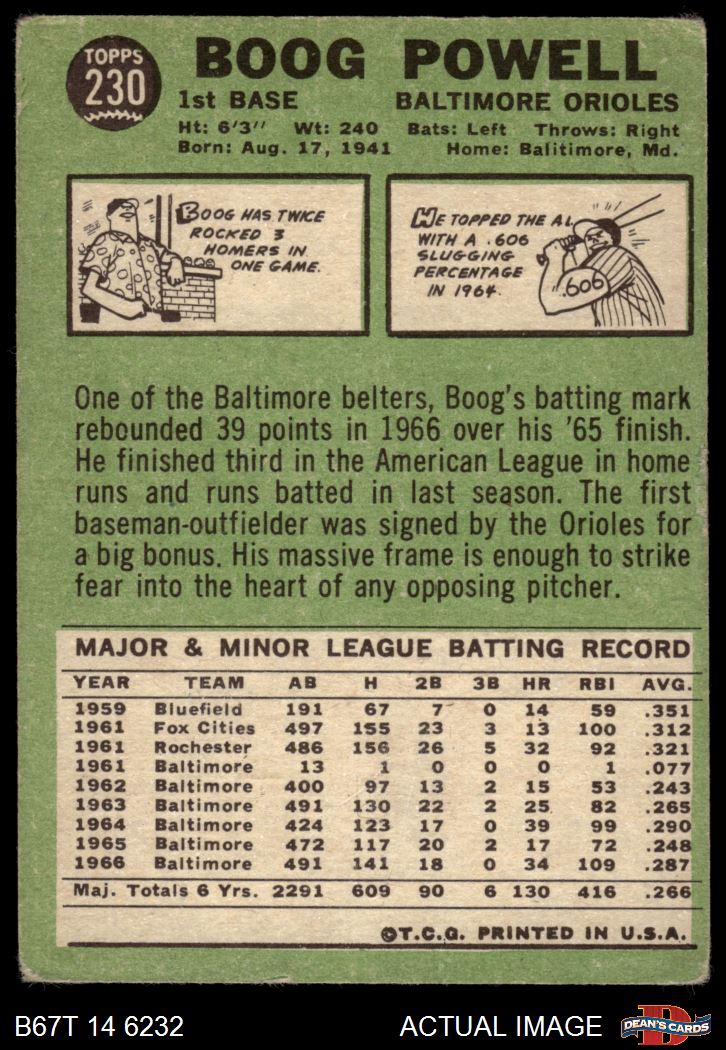 TOPPS
230
BOOG POWELL
1st BASE BALTIMORE ORIOLES
Ht: 6'3" Wt: 240 Bats: Left Throws: Right
Born: Aug. 17, 1941 Home: Balitimore, Md.
BOOG HAS TWICE
ROCKED 3
HOMERS IN
ONE GAME.
HE TOPPED THE A.L.
WITH A .606
SLUGGING
PERCENTAGE
IN 1964.
.606
One of the Baltimore belters, Boog's batting mark
rebounded 39 points in 1966 over his '65 finish.
He finished third in the American League in home
runs and runs batted in last season. The first
baseman-outfielder was signed by the Orioles for
a big bonus. His massive frame is enough to strike
fear into the heart of any opposing pitcher.
MAJOR & MINOR LEAGUE BATTING RECORD
YEAR TEAM AB H 2B 3B HR RBI AVG.
1959 Bluefield 191 67 7 0 14 59 .351
1961 Fox Cities 497 155 23 3 13 100 .312
1961 Rochester 486 156 26 5 32 92 .321
1961 Baltimore 13 1 0 0 0 1 .077
1962 Baltimore 400 97 13 2 15 53 .243
1963 Baltimore 491 130 22 2 25 82 .265
1964 Baltimore 424 123 17 0 39 99 .290
1965 Baltimore 472 117 20 2 17 72 .248
1966 Baltimore 491 141 18 0 34 109 .287
Maj. Totals 6 Yrs. 2291 609 90 6 130 416 .266
©T.C.G. PRINTED IN U.S.A.
B67T 14 6232 ACTUAL IMAGE
D
DEAN'S CARDS